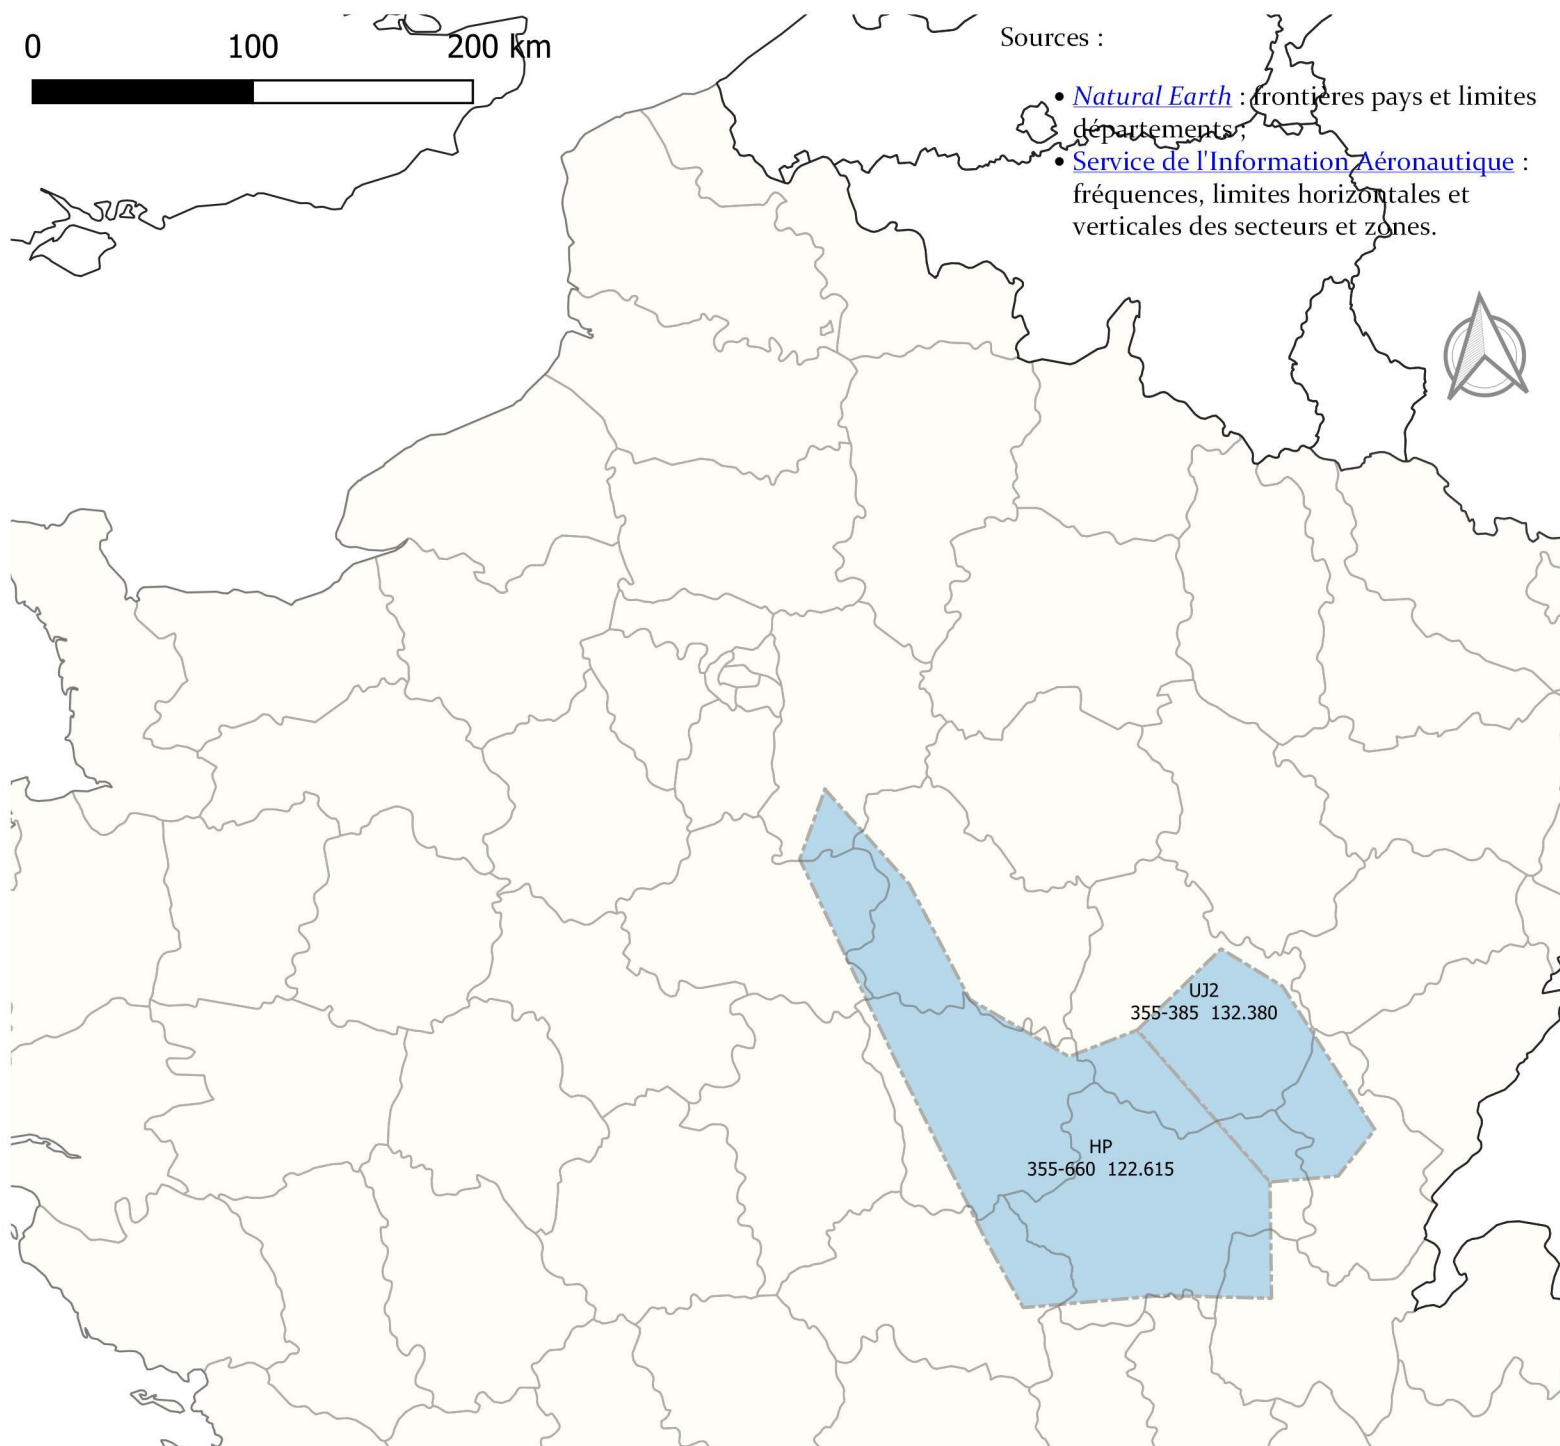 0 100 200 km
Sources :
• Natural Earth : frontières pays et limites
départements ;
• Service de l'Information Aéronautique :
fréquences, limites horizontales et
verticales des secteurs et zones.
UJ2
355-385 132.380
HP
355-660 122.615